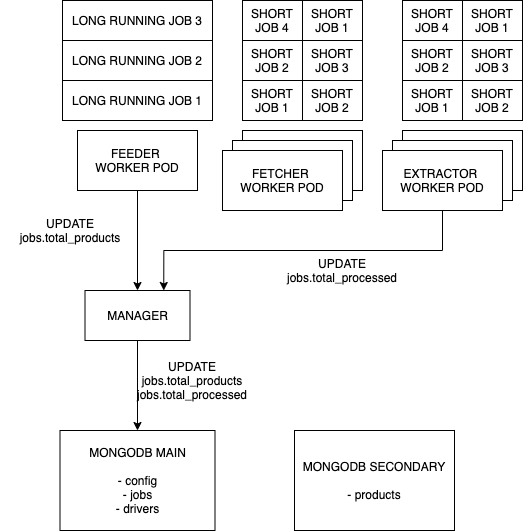 LONG RUNNING JOB 3
LONG RUNNING JOB 2
LONG RUNNING JOB 1
SHORT
JOB 4
SHORT
JOB 1
SHORT
JOB 2
SHORT
JOB 3
SHORT
JOB 1
SHORT
JOB 2
SHORT
JOB 4
SHORT
JOB 1
SHORT
JOB 2
SHORT
JOB 3
SHORT
JOB 1
SHORT
JOB 2
FEEDER
WORKER POD
FETCHER
WORKER POD
EXTRACTOR
WORKER POD
UPDATE
jobs.total_products
UPDATE
jobs.total_processed
MANAGER
UPDATE
jobs.total_products
jobs.total_processed
MONGODB MAIN
- config
- jobs
- drivers
MONGODB SECONDARY
- products